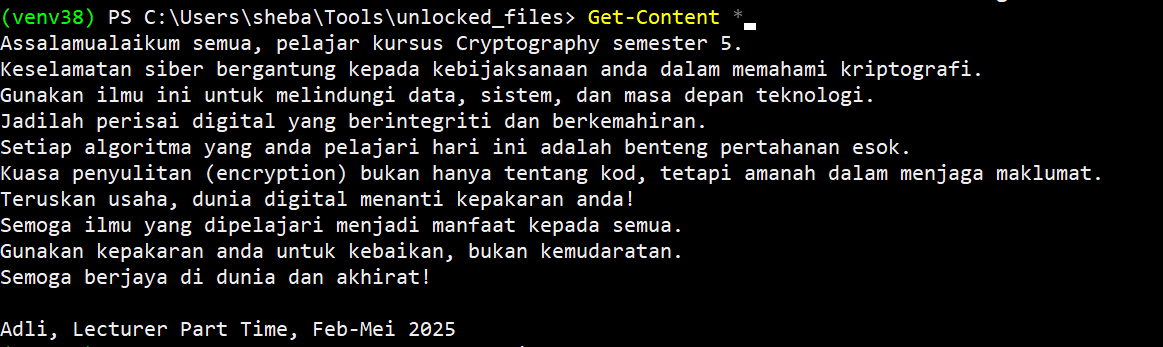 (venv38) PS C:\Users\sheba\Tools\unlocked_files> Get-Content *
Assalamualaikum semua, pelajar kursus Cryptography semester 5.
Keselamatan siber bergantung kepada kebijaksanaan anda dalam memahami kriptografi.
Gunakan ilmu ini untuk melindungi data, sistem, dan masa depan teknologi.
Jadilah perisai digital yang berintegriti dan berkemahiran.
Setiap algoritma yang anda pelajari hari ini adalah benteng pertahanan esok.
Kuasa penyulitan (encryption) bukan hanya tentang kod, tetapi amanah dalam menjaga maklumat.
Teruskan usaha, dunia digital menanti kepakaran anda!
Semoga ilmu yang dipelajari menjadi manfaat kepada semua.
Gunakan kepakaran anda untuk kebaikan, bukan kemudaratan.
Semoga berjaya di dunia dan akhirat!
Adli, Lecturer Part Time, Feb-Mei 2025